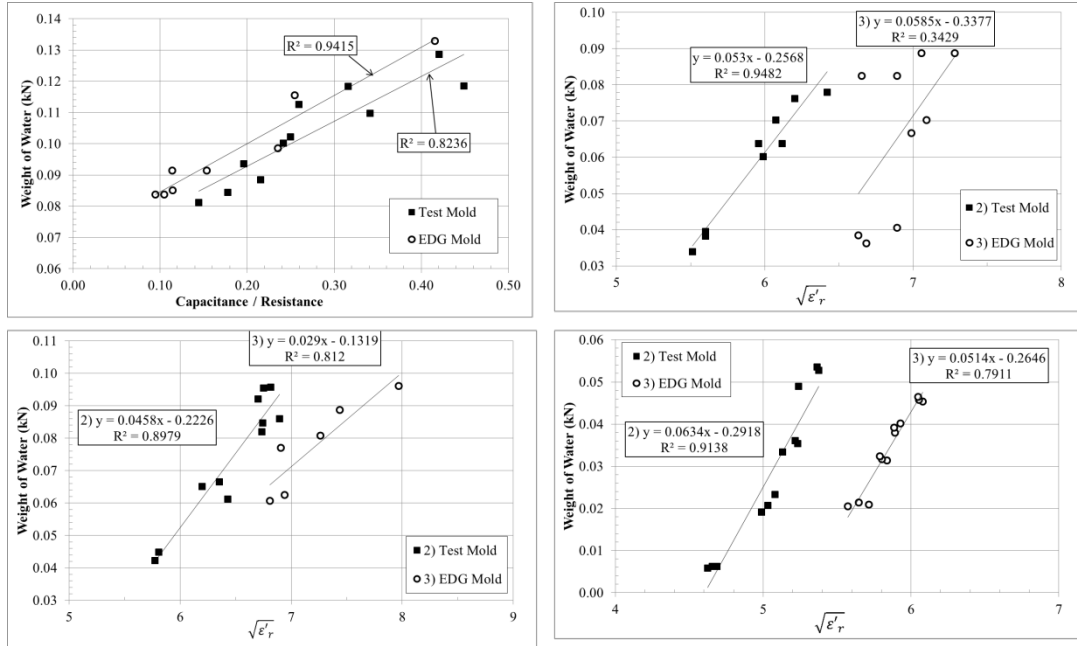 0.14
0.13
0.12
0.11
0.10
0.09
0.08
0.07
0.06
Weight of Water (kN)
R² = 0.9415
R² = 0.8236
Test Mold
EDG Mold
0.00 0.10 0.20 0.30 0.40 0.50
Capacitance / Resistance
0.10
0.09
0.08
0.07
0.06
0.05
0.04
0.03
Weight of Water (kN)
3) y = 0.0585x - 0.3377
R² = 0.3429
y = 0.053x - 0.2568
R² = 0.9482
2) Test Mold
3) EDG Mold
5 6 7 8
√ε′r
0.11
0.10
0.09
0.08
0.07
0.06
0.05
0.04
0.03
Weight of Water (kN)
3) y = 0.029x - 0.1319
R² = 0.812
2) y = 0.0458x - 0.2226
R² = 0.8979
2) Test Mold
3) EDG Mold
5 6 7 8 9
√ε′r
0.06
0.05
0.04
0.03
0.02
0.01
0.00
Weight of Water (kN)
2) Test Mold
3) EDG Mold
3) y = 0.0514x - 0.2646
R² = 0.7911
2) y = 0.0634x - 0.2918
R² = 0.9138
4 5 6 7
√ε′r